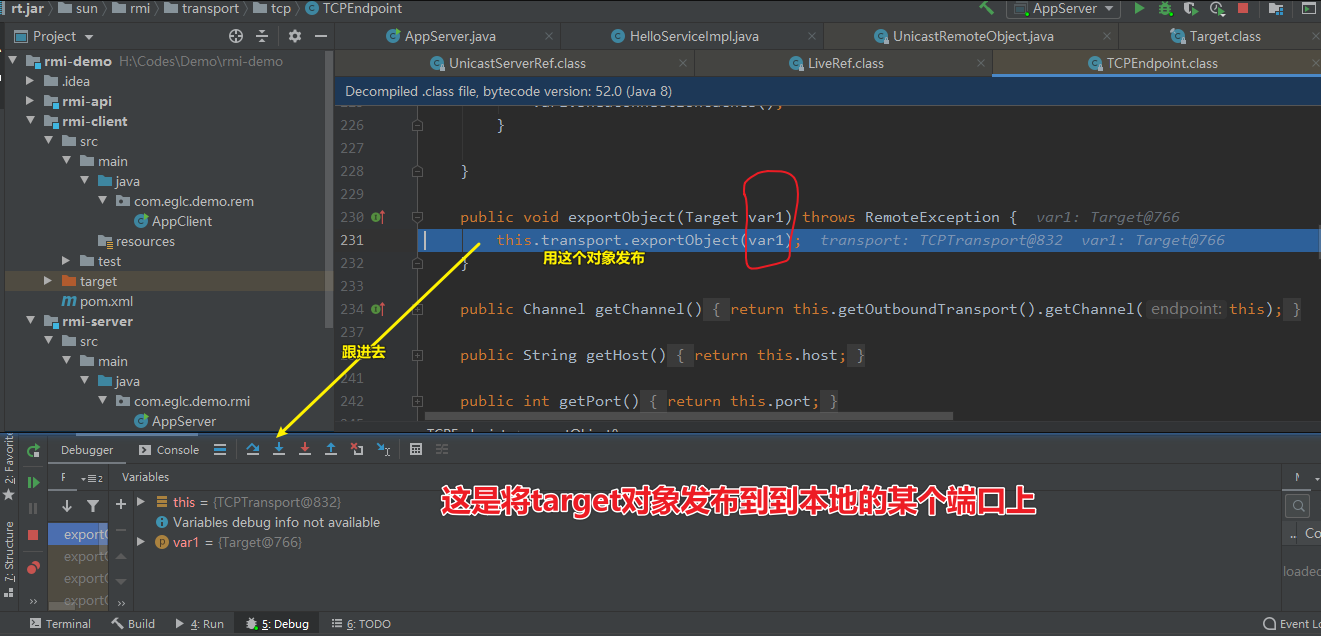 rt.jar sun rmi transport tcp TCPEndpoint AppServer
Project AppServer.java HelloServiceImpl.java UnicastRemoteObject.java Target.class
UnicastServerRef.class LiveRef.class TCPEndpoint.class
rmi-demo H:\Codes\Demo\rmi-demo
.idea
rmi-api
rmi-client
src
main
java
com.eglc.demo.rem
AppClient
resources
test
target
pom.xml
rmi-server
src
main
java
com.eglc.demo.rmi
AppServer
Decompiled .class file, bytecode version: 52.0 (Java 8)
226 }
227
228 }
229
230 public void exportObject(Target var1) throws RemoteException { var1: Target@766
231 this.transport.exportObject(var1); transport: TCPTransport@832 var1: Target@766
用这个对象发布
232 }
233
234 public Channel getChannel() { return this.getOutboundTransport().getChannel( endpoint: this); }
237
跟进去
public String getHost() { return this.host; }
241
242 public int getPort() { return this.port; }
2: Favorites
7: Structure
Debugger Console
F 2 Variables
this = {TCPTransport@832}
Variables debug info not available
var1 = {Target@766}
exportO
exportO
exportO
exportO
这是将target对象发布到到本地的某个端口上
.. Co
loaded
Terminal Build 4: Run 5: Debug 6: TODO Event Lo